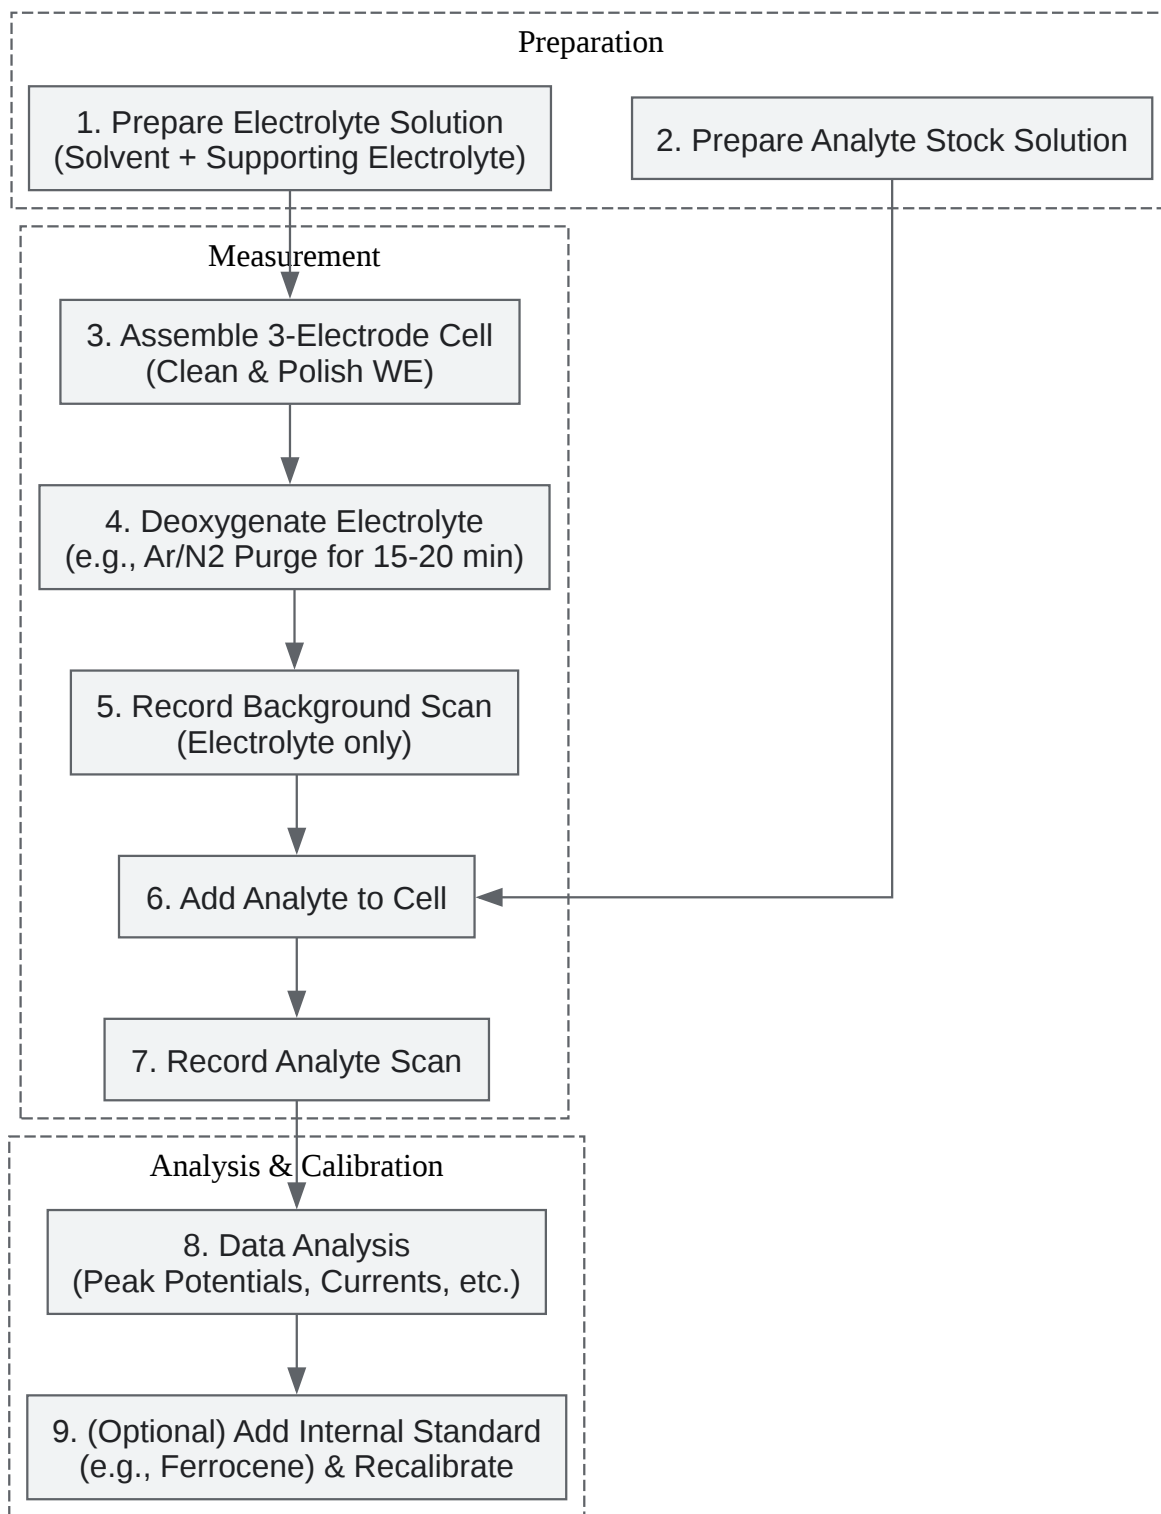 Preparation
1. Prepare Electrolyte Solution
(Solvent + Supporting Electrolyte)
2. Prepare Analyte Stock Solution
Measurement
3. Assemble 3-Electrode Cell
(Clean & Polish WE)
4. Deoxygenate Electrolyte
(e.g., Ar/N2 Purge for 15-20 min)
5. Record Background Scan
(Electrolyte only)
6. Add Analyte to Cell
7. Record Analyte Scan
Analysis & Calibration
8. Data Analysis
(Peak Potentials, Currents, etc.)
9. (Optional) Add Internal Standard
(e.g., Ferrocene) & Recalibrate